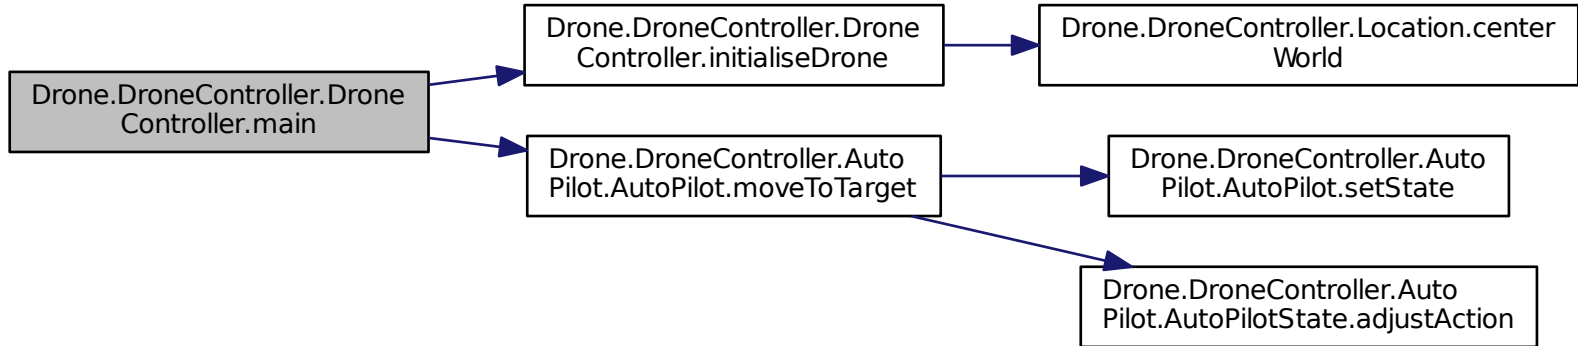 Drone.DroneController.Drone
Controller.main
Drone.DroneController.Drone
Controller.initialiseDrone
Drone.DroneController.Location.center
World
Drone.DroneController.Auto
Pilot.AutoPilot.moveToTarget
Drone.DroneController.Auto
Pilot.AutoPilot.setState
Drone.DroneController.Auto
Pilot.AutoPilotState.adjustAction